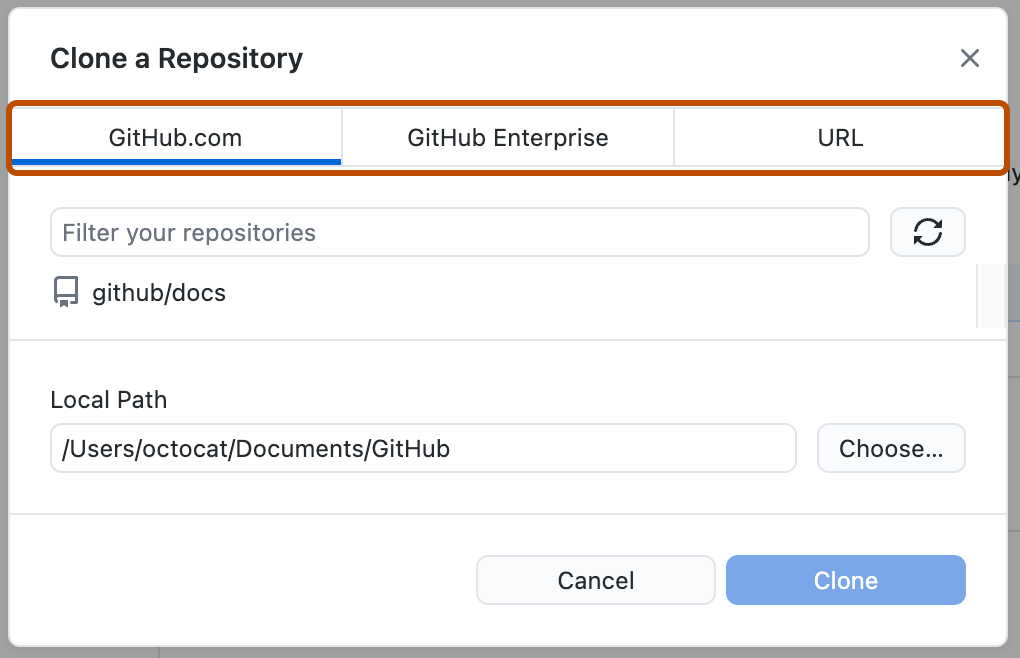 Clone a Repository
GitHub.com GitHub Enterprise URL
Filter your repositories
github/docs
Local Path
/Users/octocat/Documents/GitHub Choose...
Cancel Clone